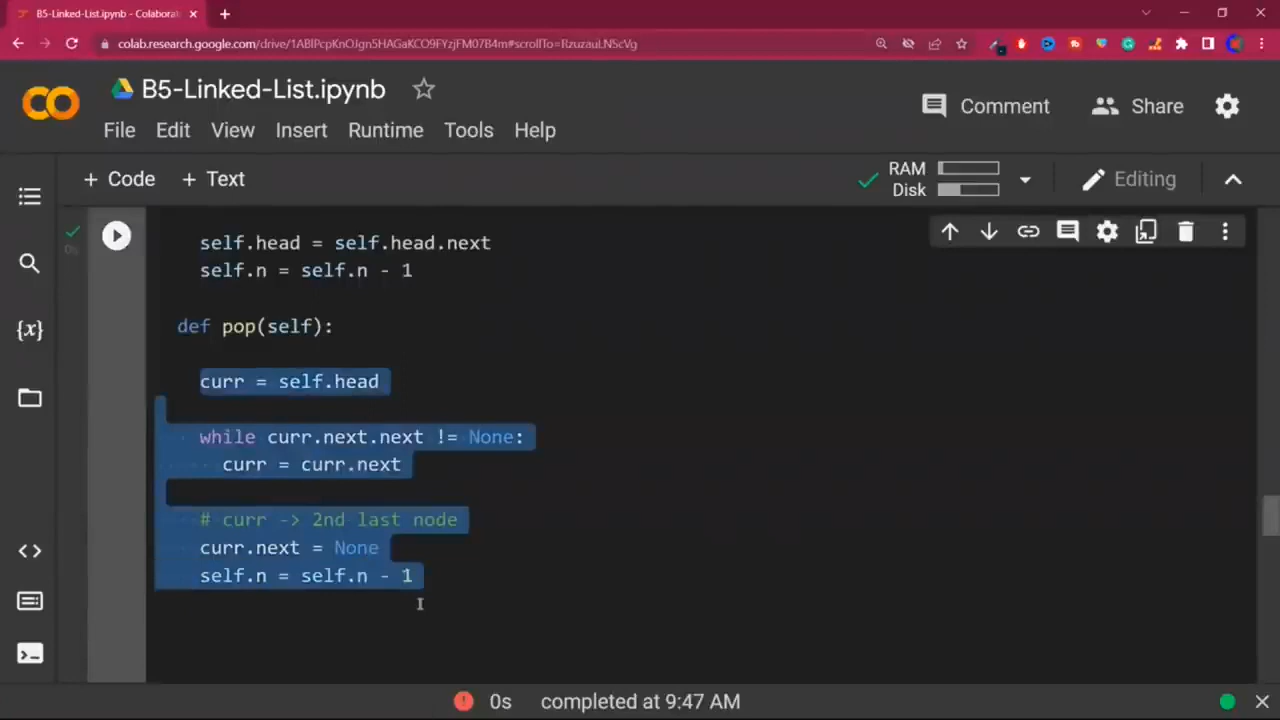 B5-Linked-List.ipynb - Colaborat
colab.research.google.com/drive/1ABlPcpKnOJgn5HAGaKCO9FYzjFM07B4m#scrollTo=RzuzauLN5cVg
B5-Linked-List.ipynb
Comment
Share
File Edit View Insert Runtime Tools Help
+ Code + Text
RAM
Disk
Editing
0s
self.head = self.head.next
self.n = self.n - 1
def pop(self):
curr = self.head
while curr.next.next != None:
curr = curr.next
# curr -> 2nd last node
curr.next = None
self.n = self.n - 1
{x}
0s completed at 9:47 AM